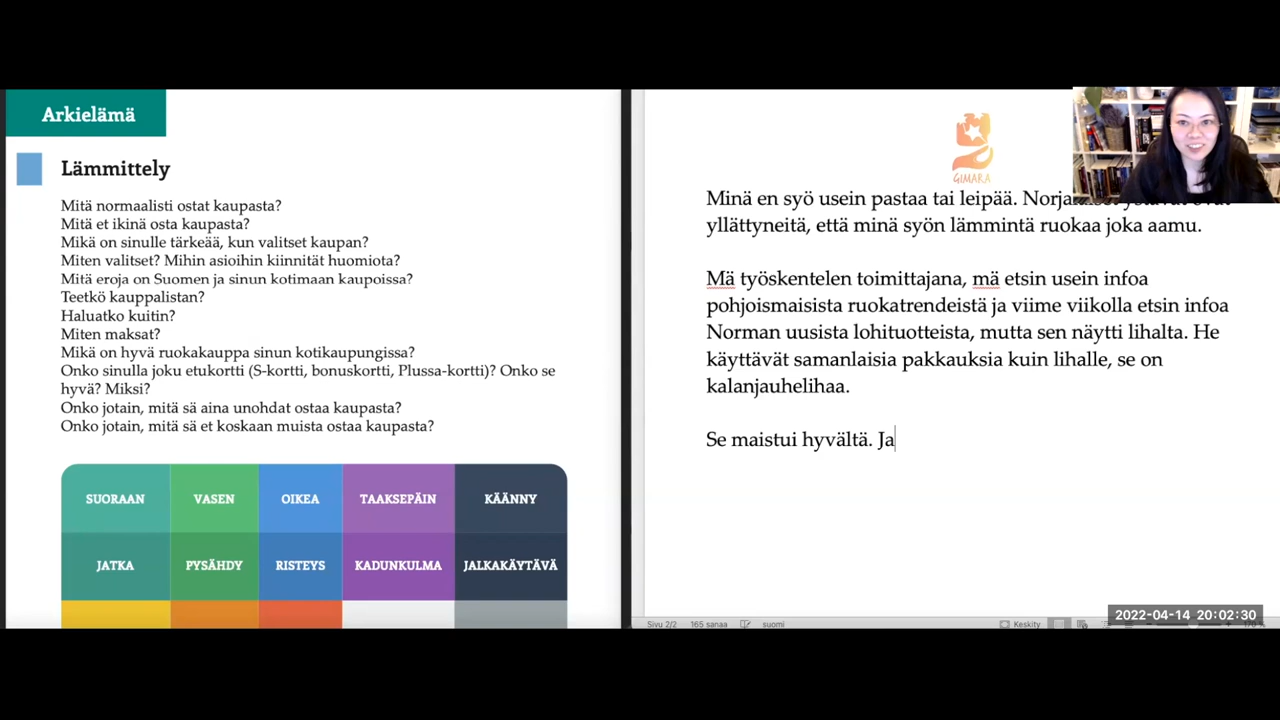 Arkielämä
Lämmittely
Mitä normaalisti ostat kaupasta?
Mitä et ikinä osta kaupasta?
Mikä on sinulle tärkeää, kun valitset kaupan?
Miten valitset? Mihin asioihin kiinnität huomiota?
Mitä eroja on Suomen ja sinun kotimaan kaupoissa?
Teetkö kauppalistan?
Haluatko kuitin?
Miten maksat?
Mikä on hyvä ruokakauppa sinun kotikaupungissa?
Onko sinulla joku etukortti (S-kortti, bonuskortti, Plussa-kortti)? Onko se
hyvä? Miksi?
Onko jotain, mitä sä aina unohdat ostaa kaupasta?
Onko jotain, mitä sä et koskaan muista ostaa kaupasta?
SUORAAN VASEN OIKEA TAAKSEPÄIN KÄÄNNY
JATKA PYSÄHDY RISTEYS KADUNKULMA JALKAKÄYTÄVÄ
GIMARA
Minä en syö usein pastaa tai leipää.
yllättyneitä, että minä syön lämmintä ruokaa joka aamu.
Mä työskentelen toimittajana, mä etsin usein infoa
pohjoismaisista ruokatrendeistä ja viime viikolla etsin infoa
Norman uusista lohituotteista, mutta sen näytti lihalta. He
käyttävät samanlaisia pakkauksia kuin lihalle, se on
kalanjauhelihaa.
Se maistui hyvältä. Ja
Sivu 2/2 165 sanaa suomi Keskity
2022-04-14 20:02:30